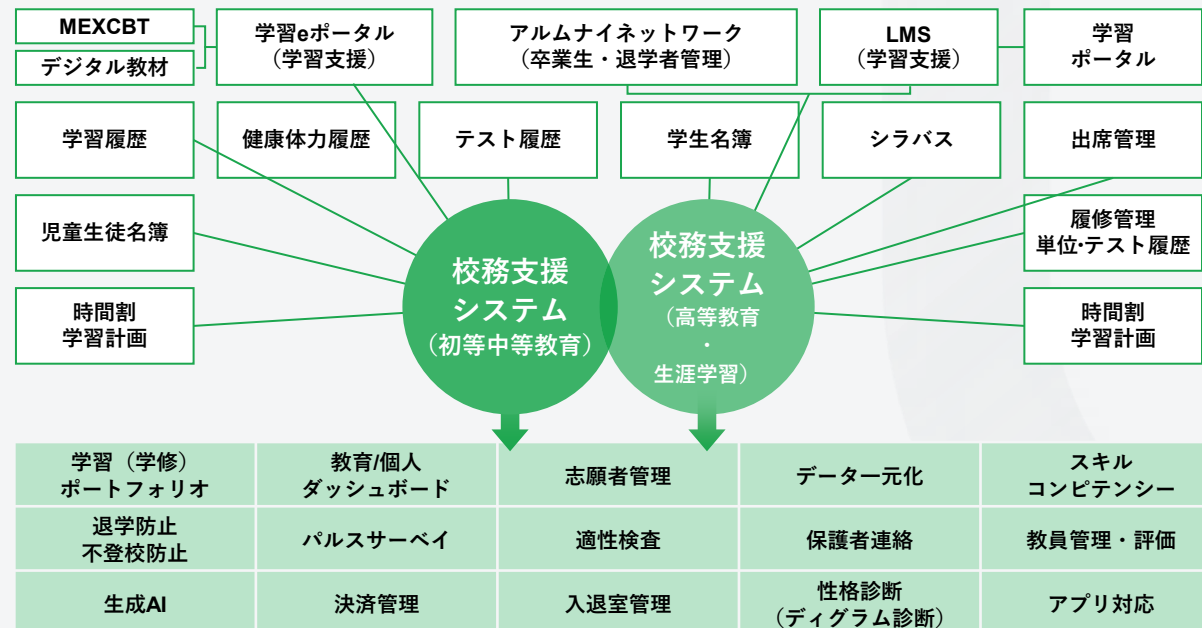 MEXCBT
デジタル教材
学習eポータル
（学習支援）
アルムナイネットワーク
（卒業生・退学者管理）
LMS
（学習支援）
学習
ポータル
学習履歴
健康体力履歴
テスト履歴
学生名簿
シラバス
出席管理
児童生徒名簿
履修管理
単位・テスト履歴
時間割
学習計画
校務支援
システム
（初等中等教育）
校務支援
システム
（高等教育
・
生涯学習）
時間割
学習計画
学習（学修）
ポートフォリオ
教育/個人
ダッシュボード
志願者管理
データ一元化
スキル
コンピテンシー
退学防止
不登校防止
パルスサーベイ
適性検査
保護者連絡
教員管理・評価
生成AI
決済管理
入退室管理
性格診断
（ディグラム診断）
アプリ対応